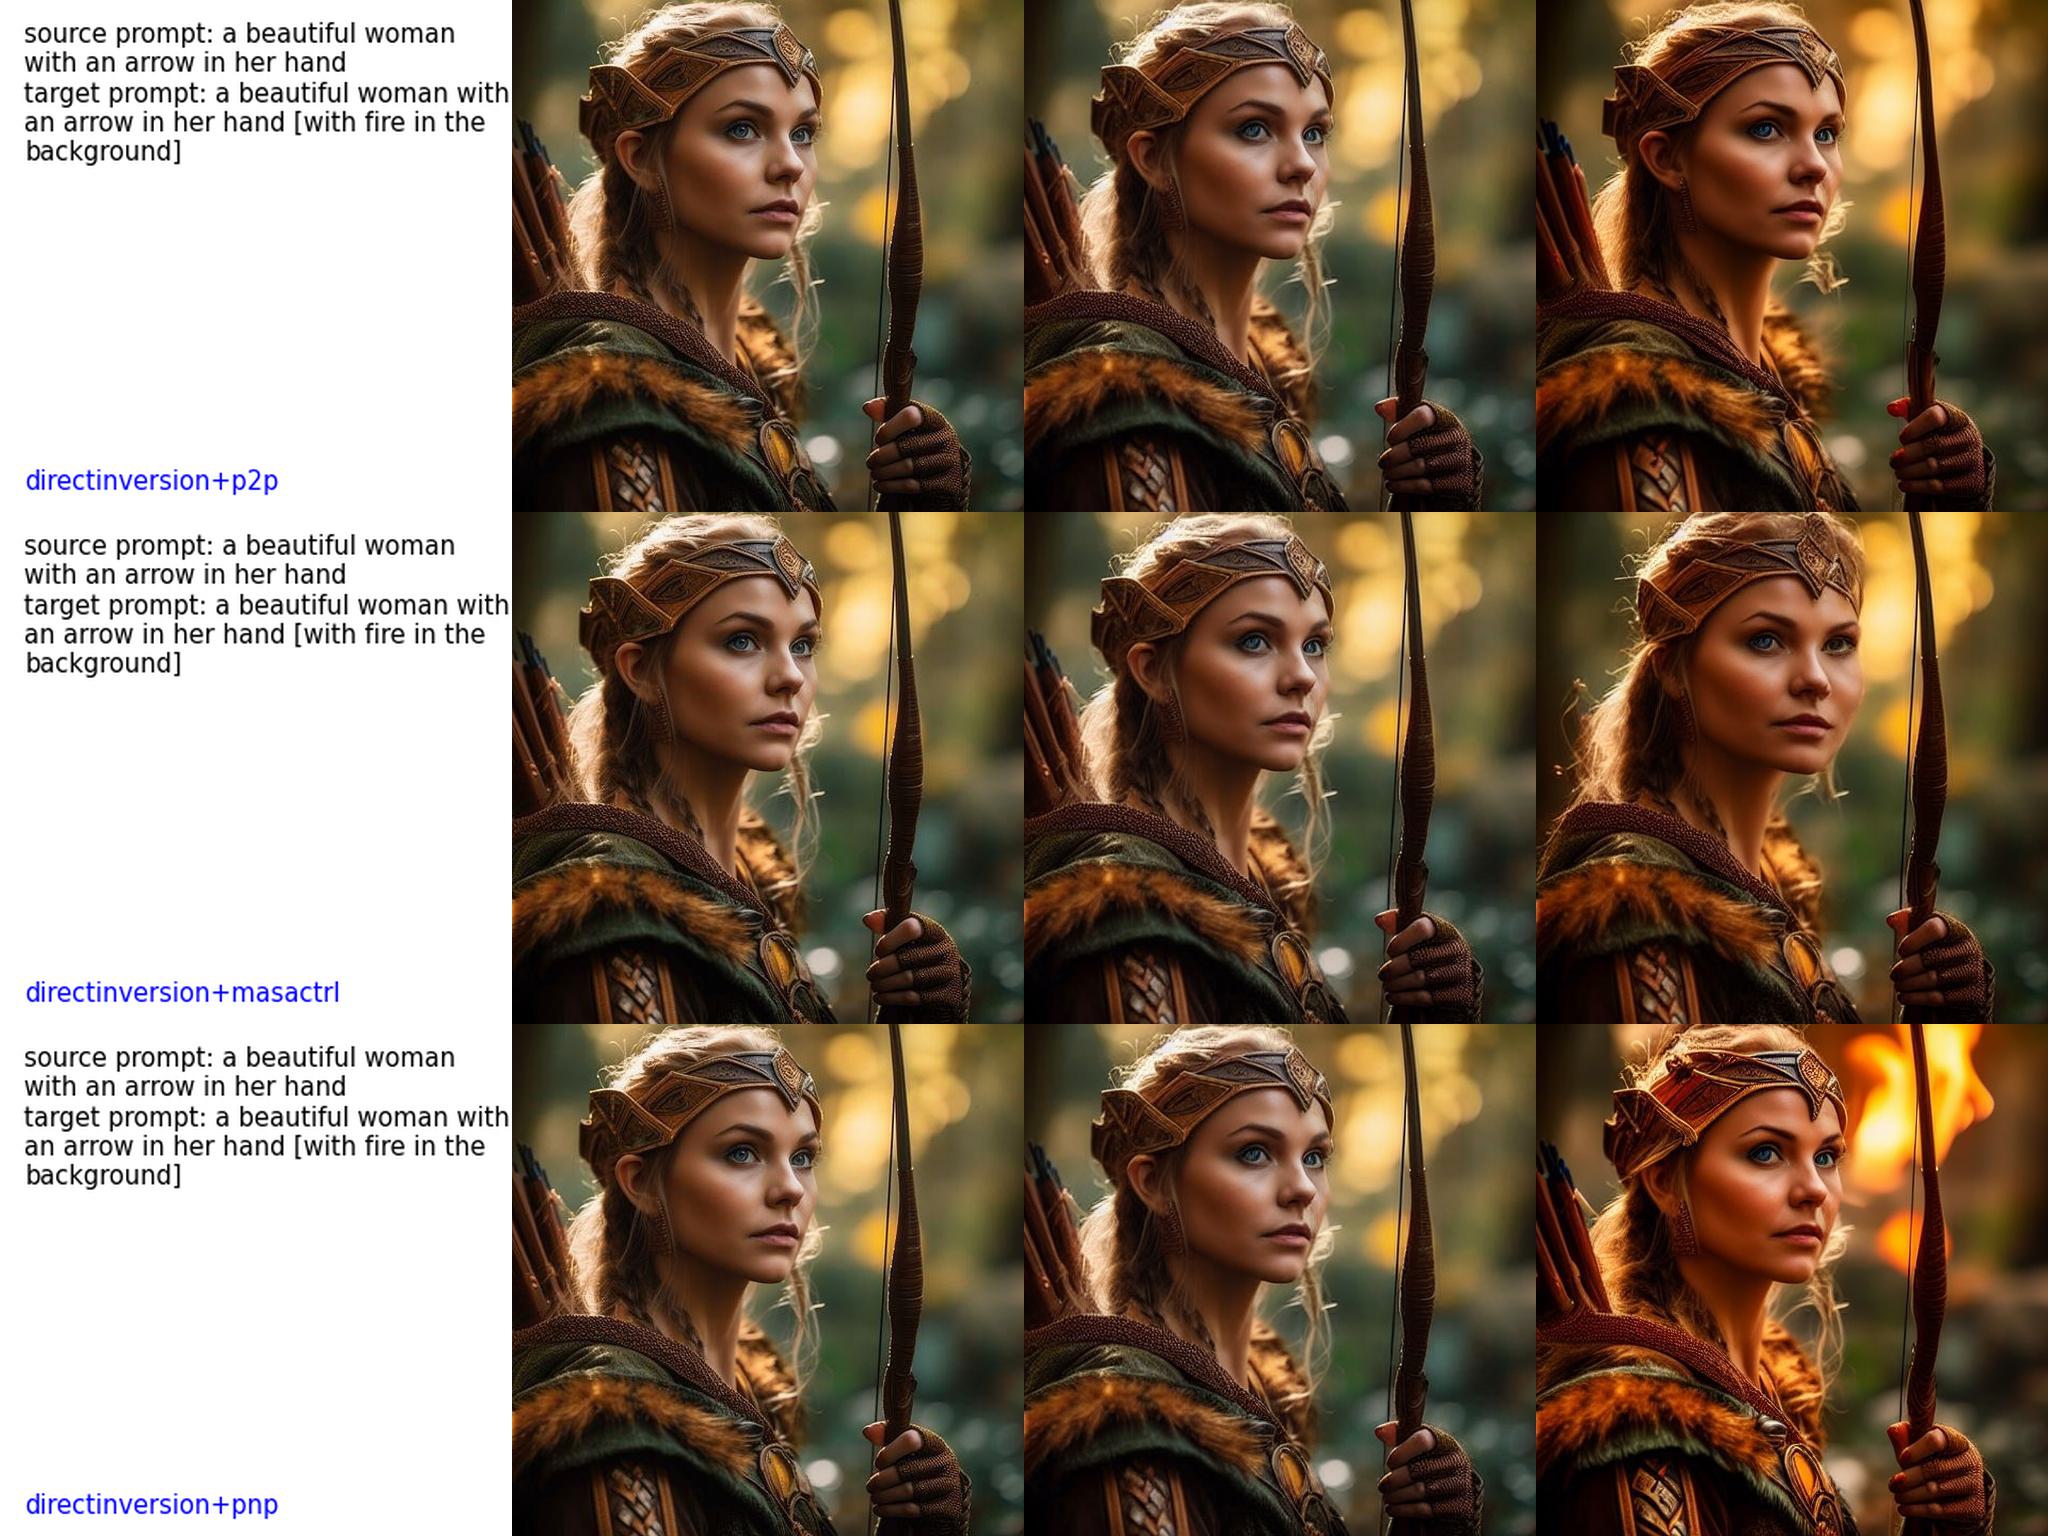 source prompt: a beautiful woman
with an arrow in her hand
target prompt: a beautiful woman with
an arrow in her hand [with fire in the
background]
directinversion+p2p
source prompt: a beautiful woman
with an arrow in her hand
target prompt: a beautiful woman with
an arrow in her hand [with fire in the
background]
directinversion+masactrl
source prompt: a beautiful woman
with an arrow in her hand
target prompt: a beautiful woman with
an arrow in her hand [with fire in the
background]
directinversion+pnp